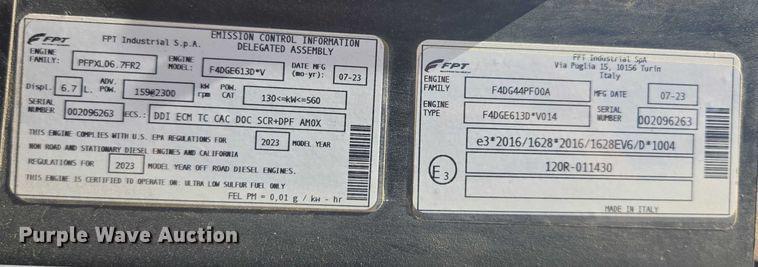 FPT
FPT Industrial S.p.A.
EMISSION CONTROL INFORMATION
DELEGATED ASSEMBLY
ENGINE FAMILY: PFPXL06.7FR2
ENGINE MODEL: F4DGE613D*V
DATE MFG (mo-yr): 07-23
Displ. 6.7 L.
ADV. POW. 159@2300 kW rpm
POW. CAT 130<=kW<=560
SERIAL NUMBER 002096263
ECS.: DDI ECM TC CAC DOC SCR+DPF AMOX
THIS ENGINE COMPLIES WITH U.S. EPA REGULATIONS FOR 2023 MODEL YEAR
NON ROAD AND STATIONARY DIESEL ENGINES AND CALIFORNIA
REGULATIONS FOR 2023 MODEL YEAR OFF ROAD DIESEL ENGINES.
THIS ENGINE IS CERTIFIED TO OPERATE ON: ULTRA LOW SULFUR FUEL ONLY
FEL PM = 0,01 g / kw - hr
FPT
FPT Industrial SpA
Via Puglia 15, 10156 Turin
Italy
ENGINE FAMILY F4DG44PF00A
MFG DATE 07-23
ENGINE TYPE F4DGE613D*V014
SERIAL NUMBER 002096263
e3*2016/1628*2016/1628EV6/D*1004
E3
120R-011430
MADE IN ITALY
Purple Wave Auction